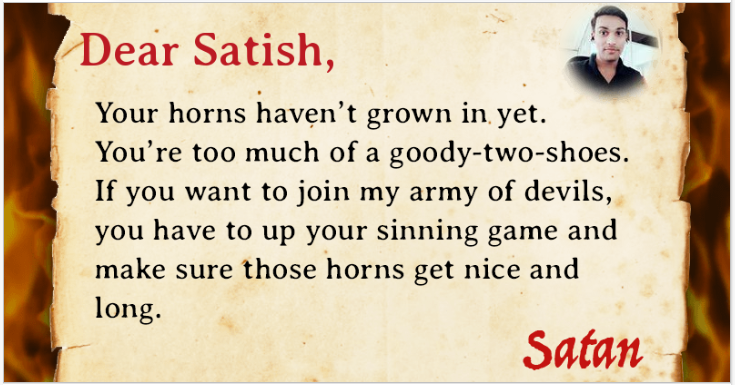 Dear Satish,
Your horns haven’t grown in yet.
You’re too much of a goody-two-shoes.
If you want to join my army of devils,
you have to up your sinning game and
make sure those horns get nice and
long.
Satan